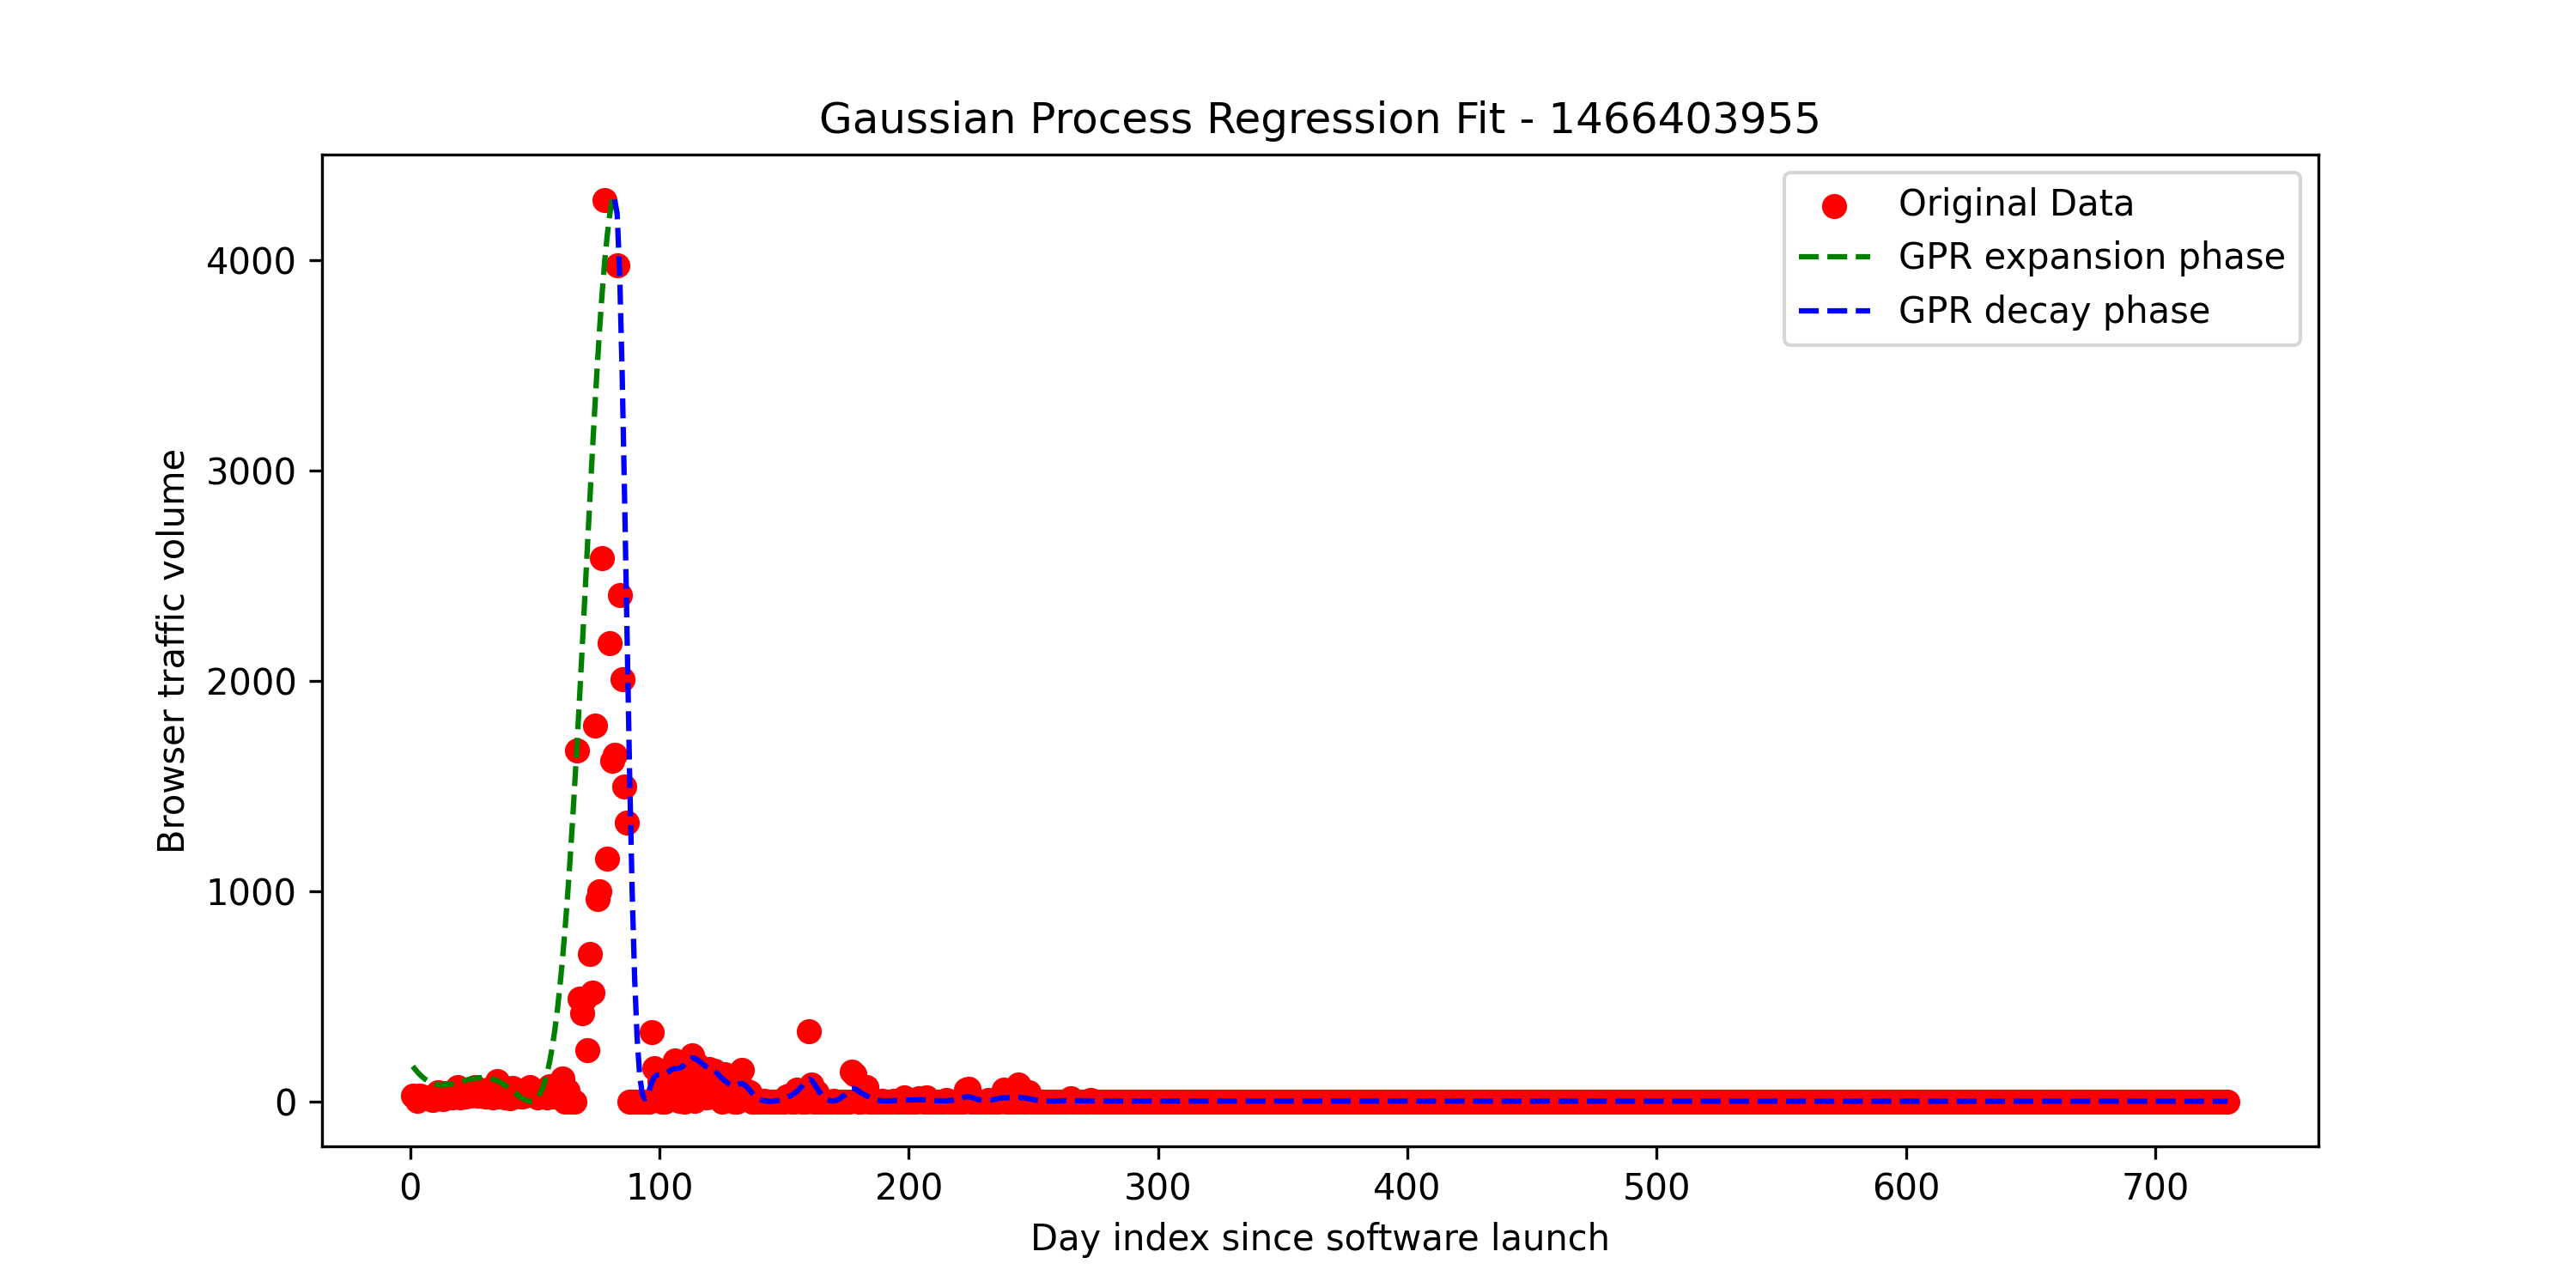 Gaussian Process Regression Fit - 1466403955
Original Data
GPR expansion phase
GPR decay phase
Browser traffic volume
4000
3000
2000
1000
0
0 100 200 300 400 500 600 700
Day index since software launch